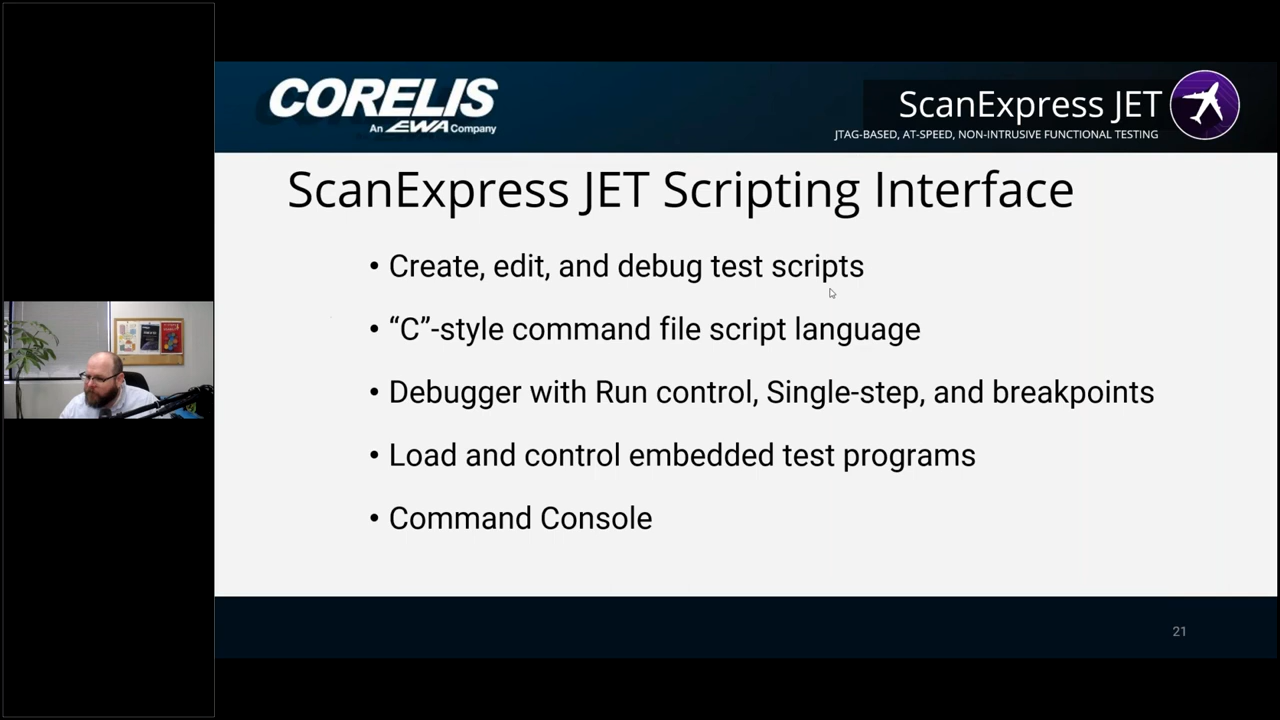 CORELIS
An EWA Company
ScanExpress JET
JTAG-BASED, AT-SPEED, NON-INTRUSIVE FUNCTIONAL TESTING
ScanExpress JET Scripting Interface
• Create, edit, and debug test scripts
• “C”-style command file script language
• Debugger with Run control, Single-step, and breakpoints
• Load and control embedded test programs
• Command Console
21